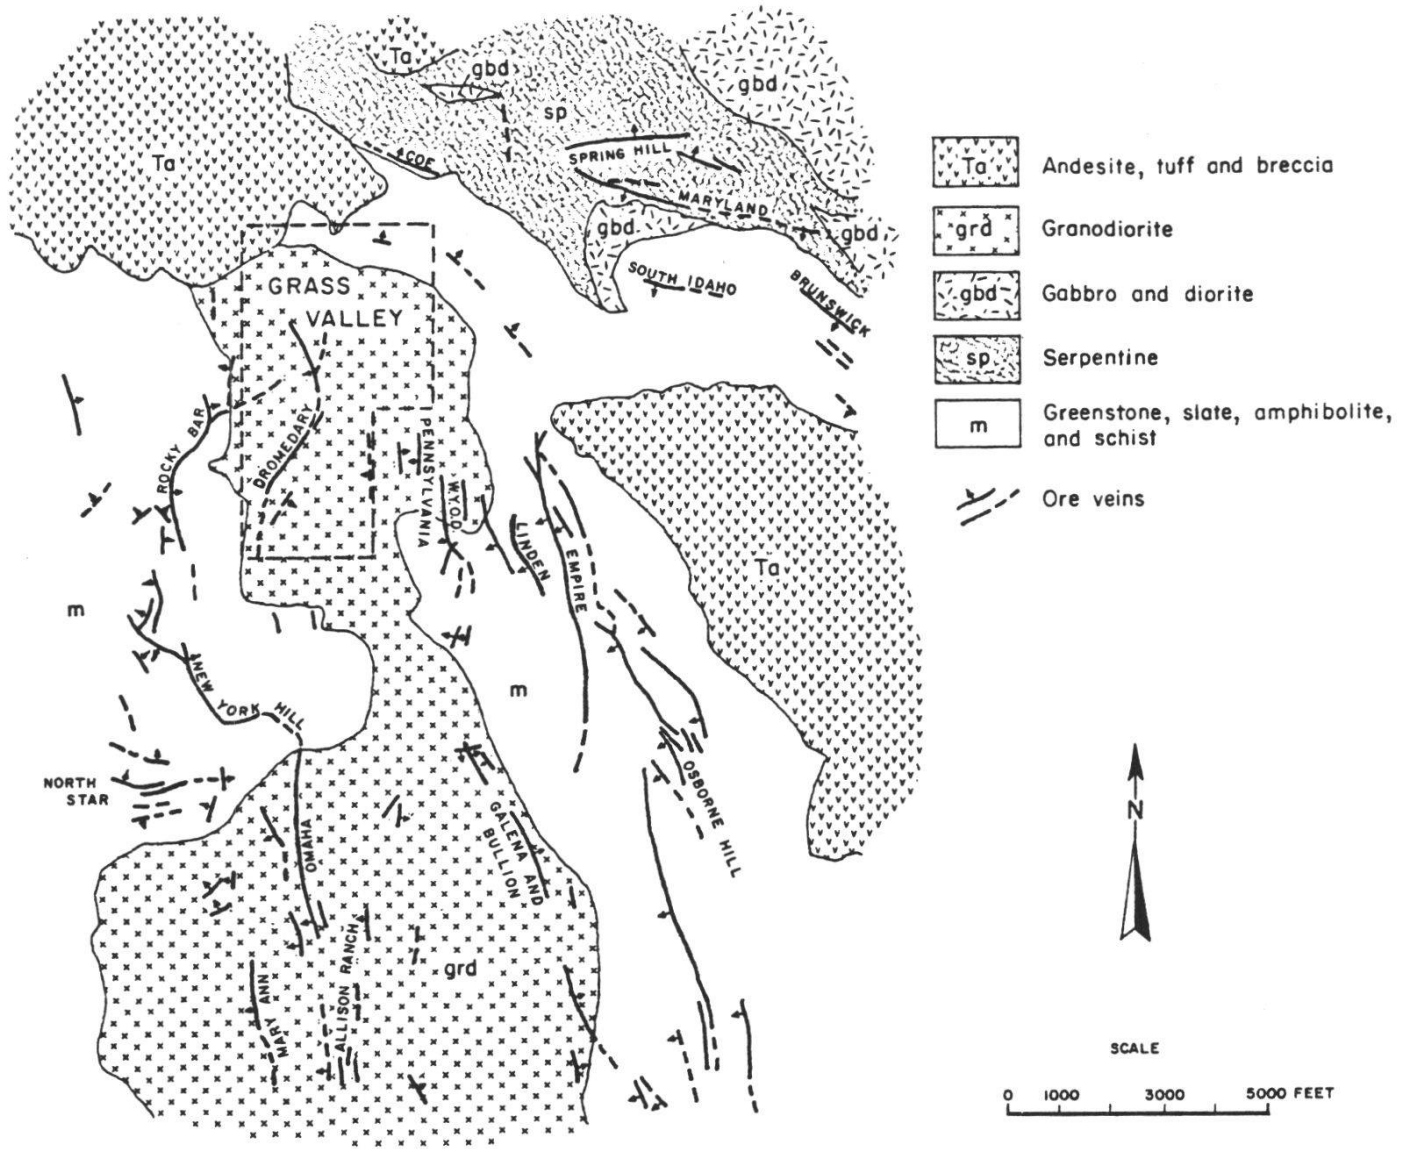 Ta
gbd
gbd
sp
Ta
COE
SPRING HILL
MARYLAND
gbd
gbd
SOUTH IDAHO
BRUNSWICK
GRASS
VALLEY
ROCKY BAR
DROMEDARY
PENNSYLVANIA
W.Y.O.D.
LINDEN
EMPIRE
Ta
m
m
NEW YORK HILL
NORTH
STAR
OMAHA
OSBORNE HILL
GALENA AND
BULLION
MARY ANN
ALLISON RANCH
grd
Ta Andesite, tuff and breccia
grd Granodiorite
gbd Gabbro and diorite
sp Serpentine
m Greenstone, slate, amphibolite,
and schist
Ore veins
N
SCALE
0 1000 3000 5000 FEET